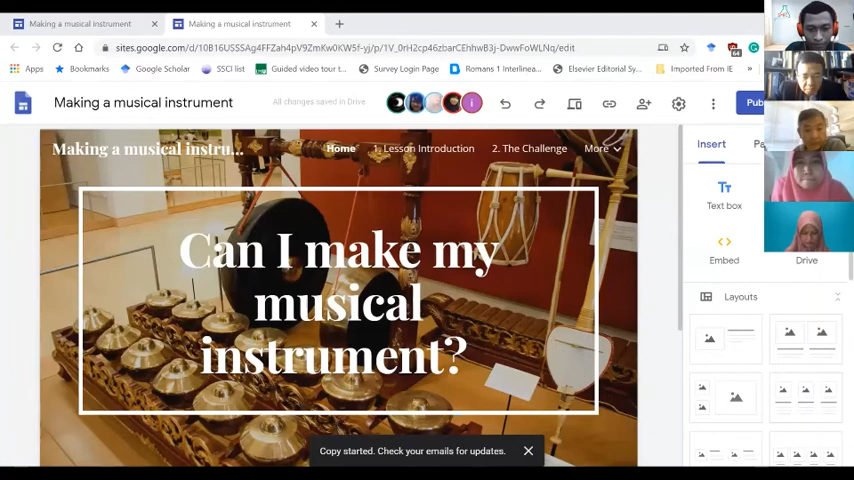 Making a musical instrument
Making a musical instrument
sites.google.com/d/10B16USSSAg4FFZah4pV9ZmKw0KW5f-yj/p/1V_0rH2cp46zbarCEhhwB3j-DwwFoWLNq/edit
64
Apps
Bookmarks
Google Scholar
SSCI list
Guided video tour t...
Survey Login Page
Romans 1 Interlinea...
Elsevier Editorial Sy...
Imported From IE
»
Making a musical instrument
All changes saved in Drive
i
Pub
Making a musical instru...
Home
1. Lesson Introduction
2. The Challenge
More
Insert
Pa
Text box
Embed
Drive
Layouts
Can I make my
musical
instrument?
Copy started. Check your emails for updates.